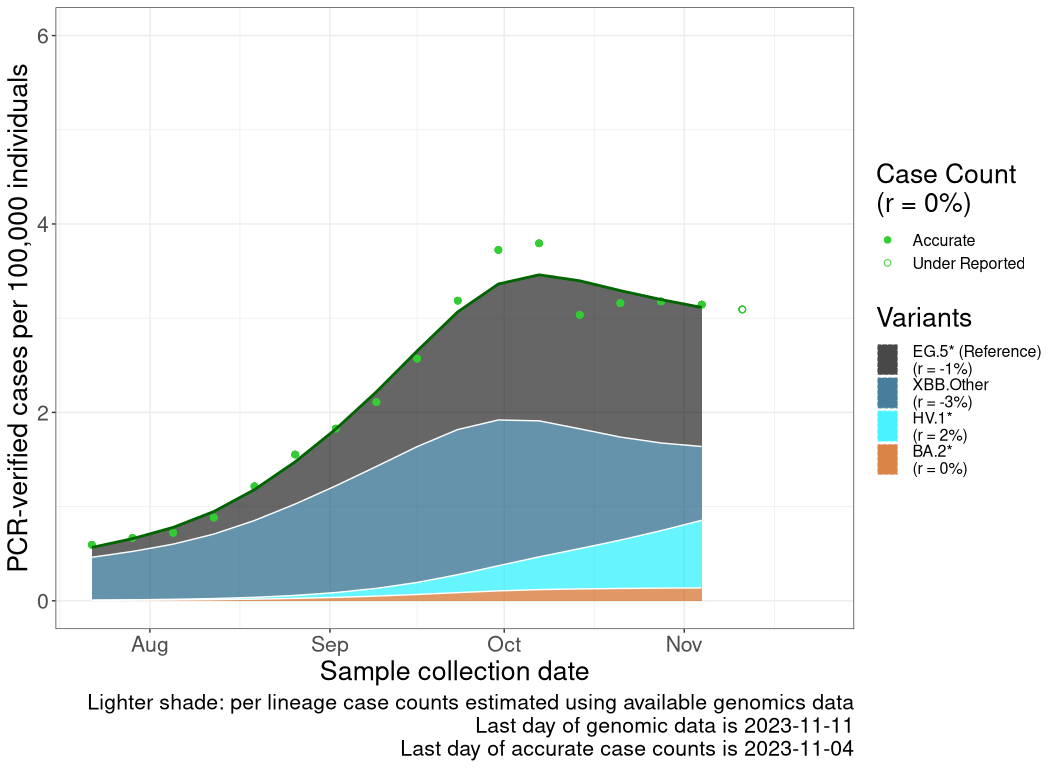 PCR-verified cases per 100,000 individuals
6
4
2
0
Aug Sep Oct Nov
Sample collection date
Lighter shade: per lineage case counts estimated using available genomics data
Last day of genomic data is 2023-11-11
Last day of accurate case counts is 2023-11-04
Case Count
(r = 0%)
Accurate
Under Reported
Variants
EG.5* (Reference)
(r = -1%)
XBB.Other
(r = -3%)
HV.1*
(r = 2%)
BA.2*
(r = 0%)